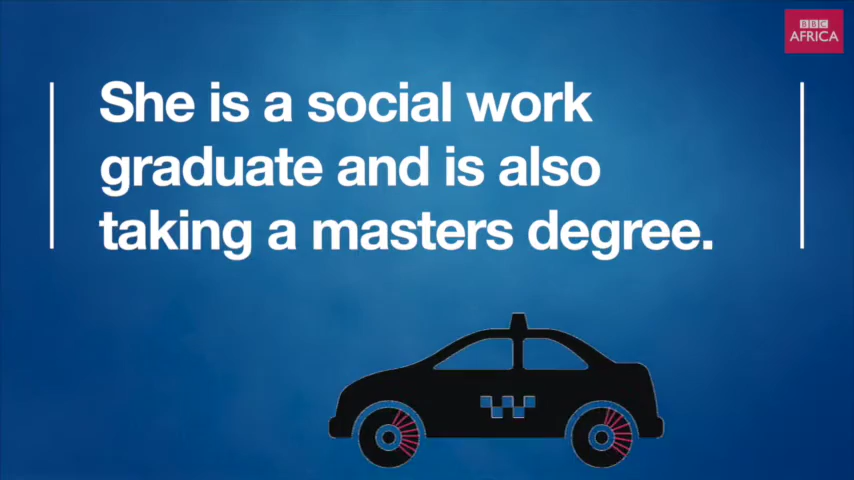 BBC
AFRICA
She is a social work
graduate and is also
taking a masters degree.